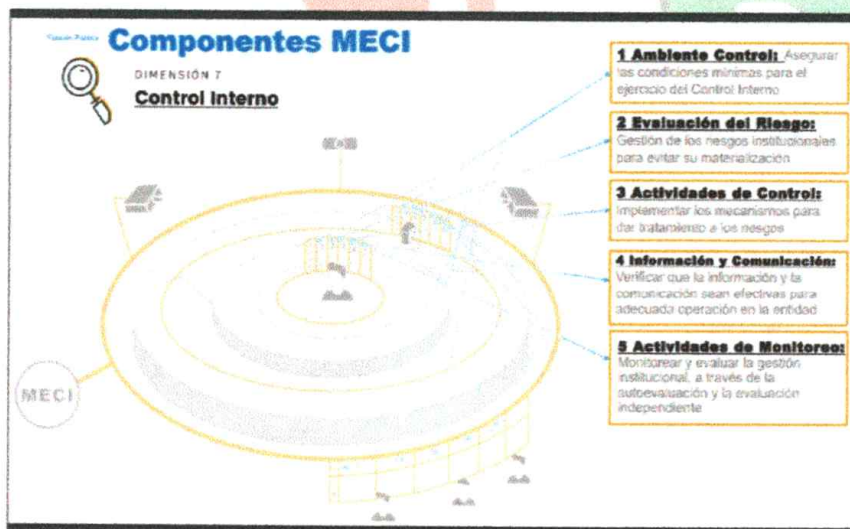 Componentes MECI
DIMENSIÓN 7
Control Interno
1 Ambiente Control: Asegurar
las condiciones mínimas para el
ejercicio del Control Interno
2 Evaluación del Riesgo:
Gestión de los riesgos institucionales
para evitar su materialización
3 Actividades de Control:
Implementar los mecanismos para
dar tratamiento a los riesgos
4 Información y Comunicación:
Verificar que la información y la
comunicación sean efectivas para
adecuada operación en la entidad
5 Actividades de Monitoreo:
Monitorear y evaluar la gestión
institucional, a través de la
autoevaluación y la evaluación
independiente
MECI